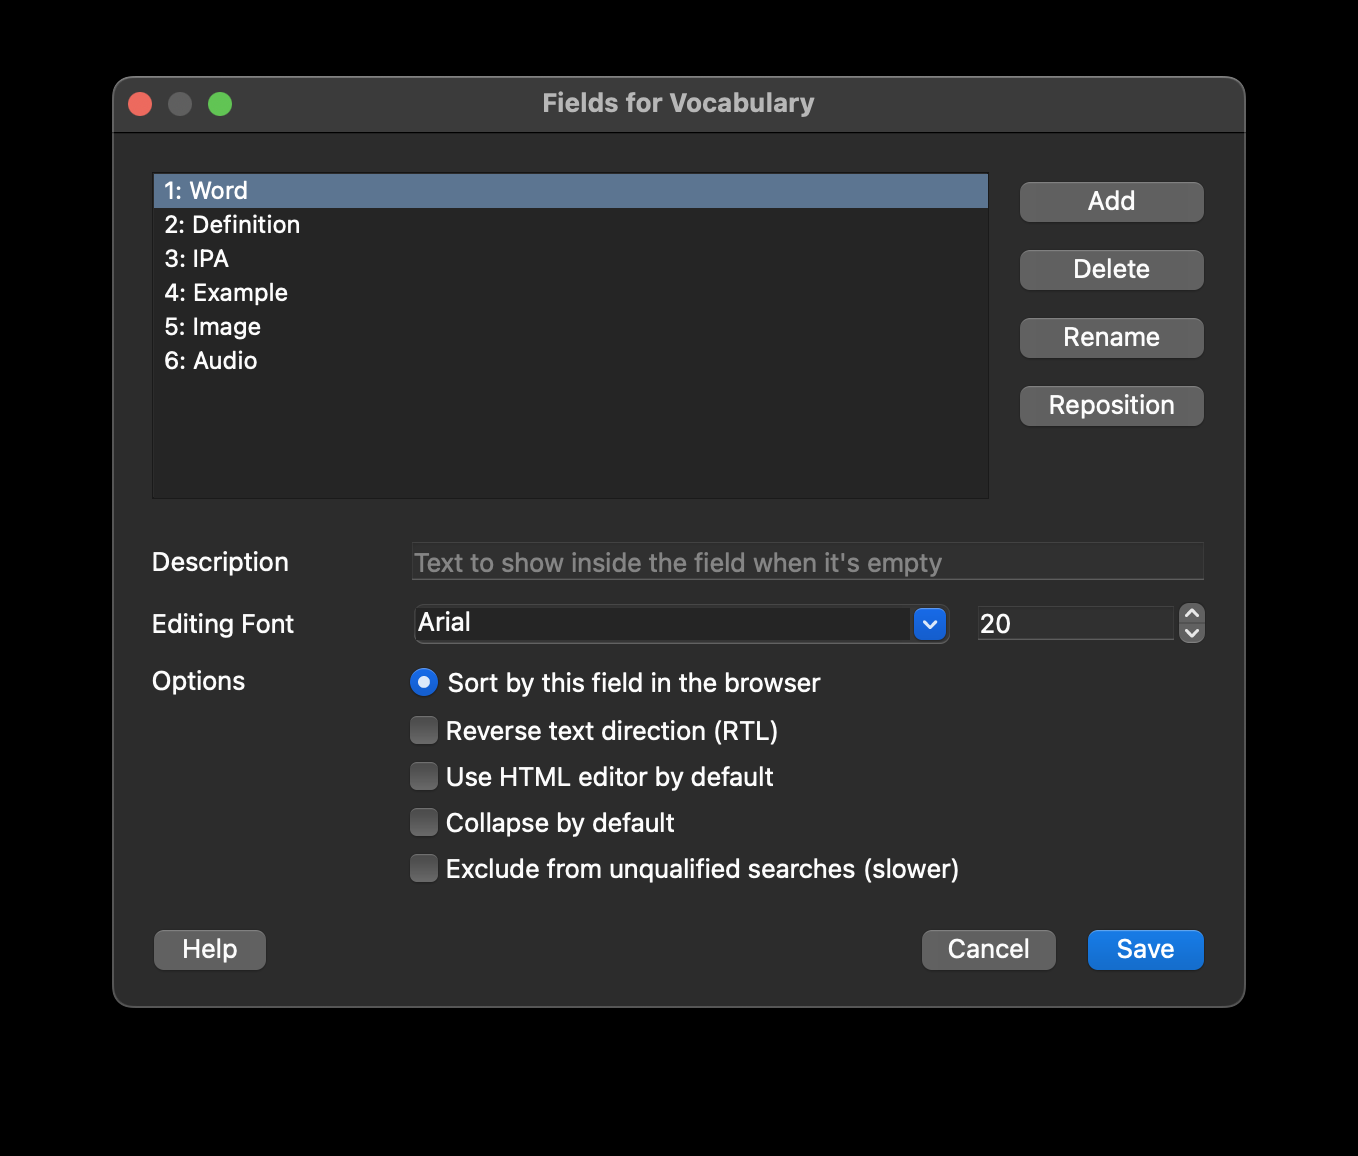 Fields for Vocabulary
1: Word
2: Definition
3: IPA
4: Example
5: Image
6: Audio
Add
Delete
Rename
Reposition
Description
Text to show inside the field when it's empty
Editing Font
Arial
20
Options
Sort by this field in the browser
Reverse text direction (RTL)
Use HTML editor by default
Collapse by default
Exclude from unqualified searches (slower)
Help
Cancel
Save